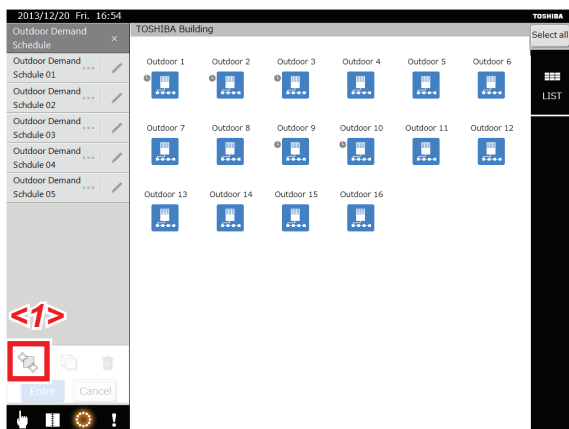 2013/12/20 Fri. 16:54
TOSHIBA
Outdoor Demand
Schedule
×
TOSHIBA Building
Select all
LIST
Outdoor Demand
Schdule 01
...
Outdoor Demand
Schdule 02
...
Outdoor Demand
Schdule 03
...
Outdoor Demand
Schdule 04
...
Outdoor Demand
Schdule 05
...
Outdoor 1 Outdoor 2 Outdoor 3 Outdoor 4 Outdoor 5 Outdoor 6
Outdoor 7 Outdoor 8 Outdoor 9 Outdoor 10 Outdoor 11 Outdoor 12
Outdoor 13 Outdoor 14 Outdoor 15 Outdoor 16
<1>
Enter Cancel
!